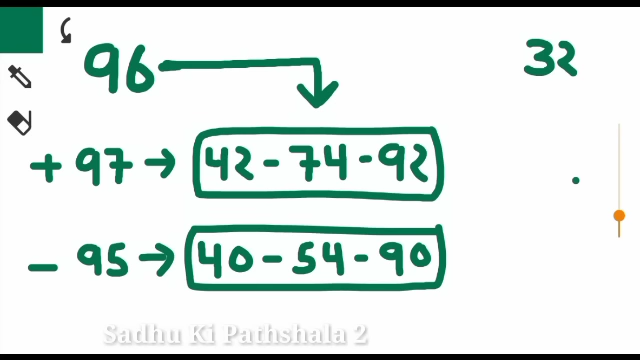 96 → 32
+ 97 → 42 - 74 - 92
- 95 → 40 - 54 - 90
Sadhu Ki Pathshala 2